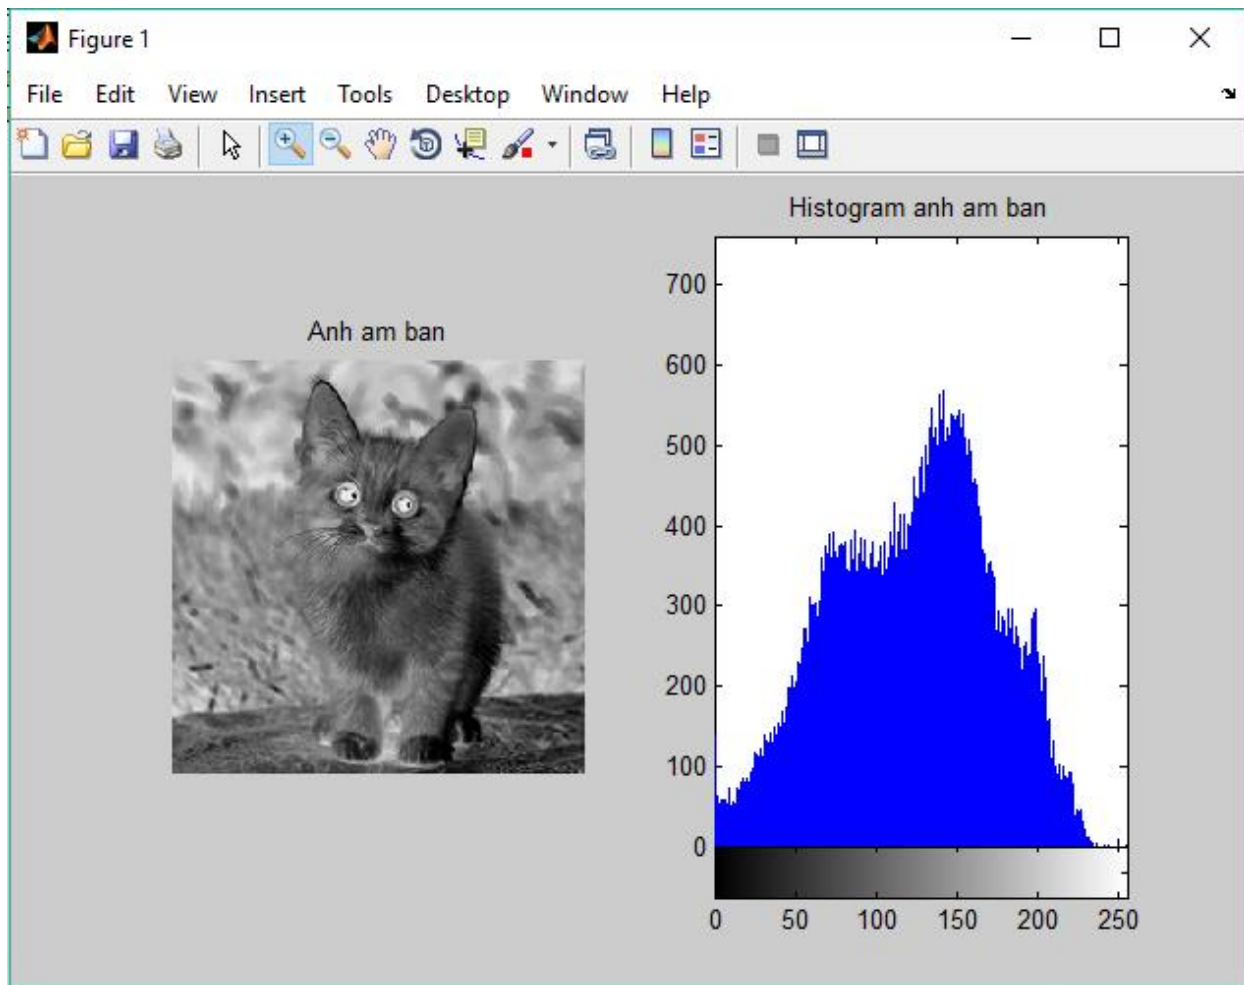 Figure 1
File Edit View Insert Tools Desktop Window Help
Anh am ban
Histogram anh am ban
700
600
500
400
300
200
100
0
0 50 100 150 200 250